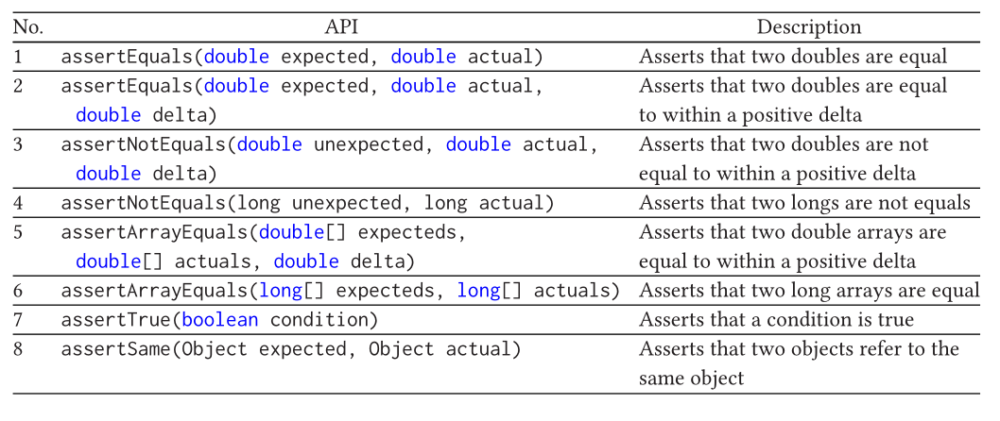 No. API Description
1 assertEquals(double expected, double actual) Asserts that two doubles are equal
2 assertEquals(double expected, double actual, Asserts that two doubles are equal
double delta) to within a positive delta
3 assertNotEquals(double unexpected, double actual, Asserts that two doubles are not
double delta) equal to within a positive delta
4 assertNotEquals(long unexpected, long actual) Asserts that two longs are not equals
5 assertArrayEquals(double[] expecteds, Asserts that two double arrays are
double[] actuals, double delta) equal to within a positive delta
6 assertArrayEquals(long[] expecteds, long[] actuals) Asserts that two long arrays are equal
7 assertTrue(boolean condition) Asserts that a condition is true
8 assertSame(Object expected, Object actual) Asserts that two objects refer to the
same object